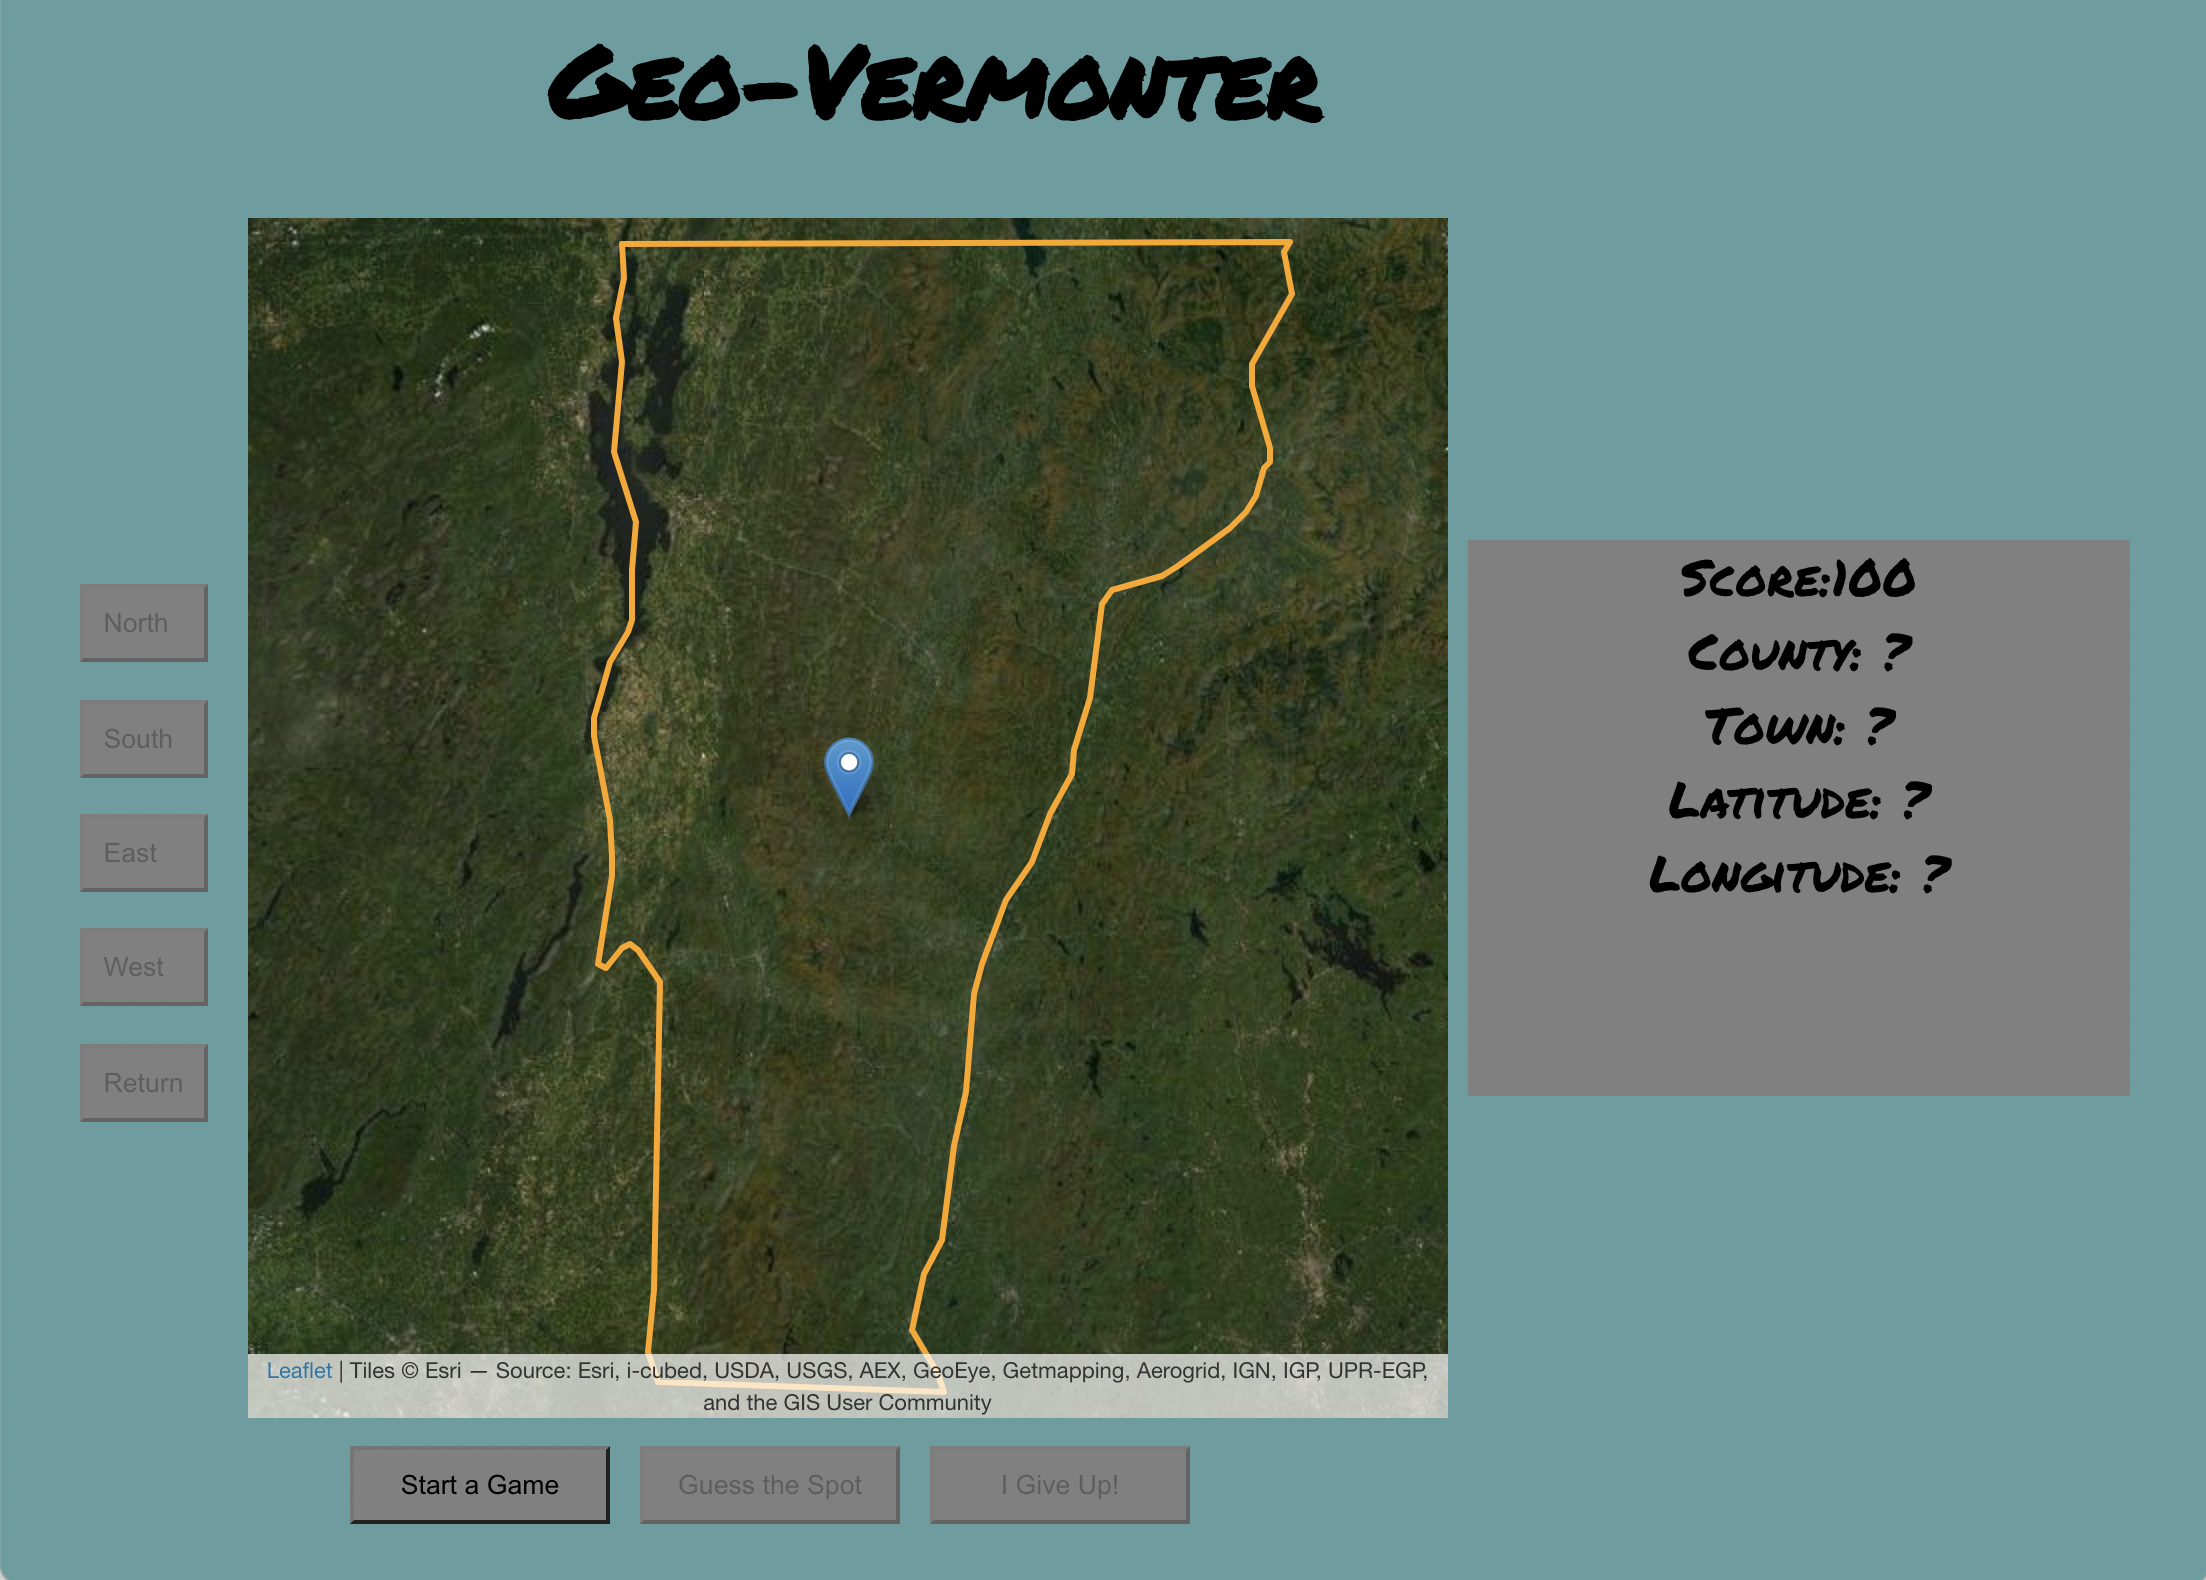 Geo-Vermonter
North
South
East
West
Return
Score:100
County: ?
Town: ?
Latitude: ?
Longitude: ?
Leaflet | Tiles © Esri — Source: Esri, i-cubed, USDA, USGS, AEX, GeoEye, Getmapping, Aerogrid, IGN, IGP, UPR-EGP,
and the GIS User Community
Start a Game
Guess the Spot
I Give Up!